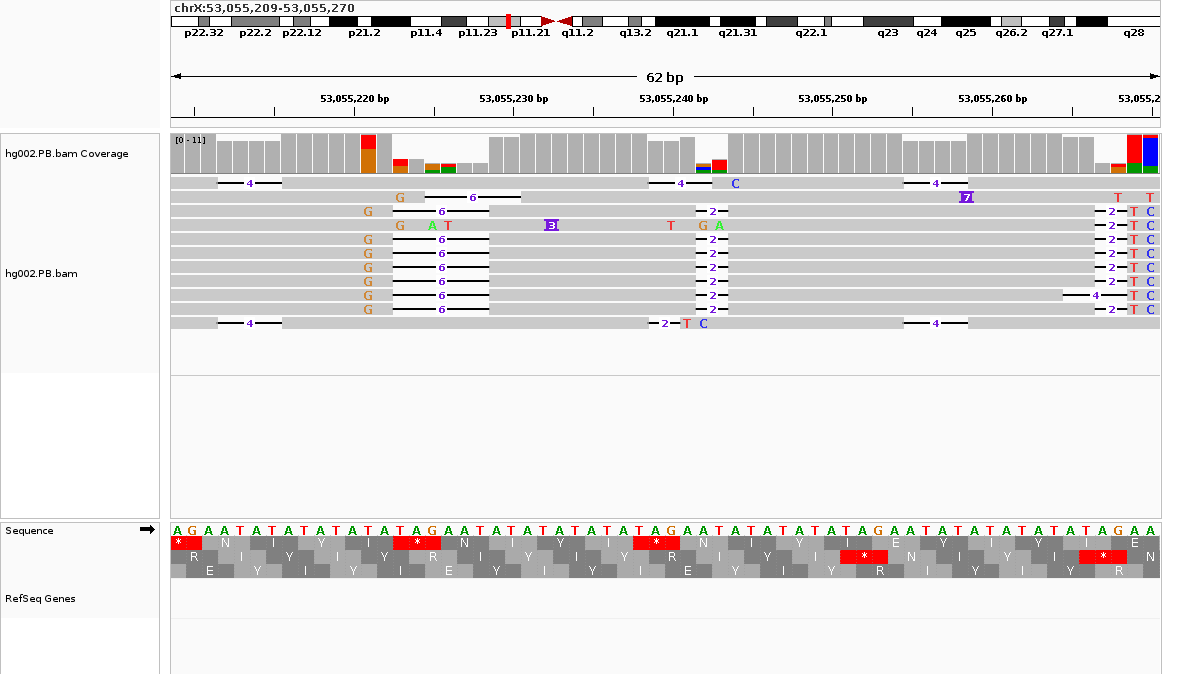 chrX:53,055,209-53,055,270
p22.32 p22.2 p22.12 p21.2 p11.4 p11.23 p11.21 q11.2 q13.2 q21.1 q21.31 q22.1 q23 q24 q25 q26.2 q27.1 q28
62 bp
53,055,220 bp 53,055,230 bp 53,055,240 bp 53,055,250 bp 53,055,260 bp 53,055,2
hg002.PB.bam Coverage
[0 - 11]
4 4 C 4
G 6 7 T T
G 6 2 2 T C
G A T 3 T G A 2 T C
G 6 2 2 T C
G 6 2 2 T C
G 6 2 2 T C
G 6 2 2 T C
G 6 2 4 T C
G 6 2 2 T C
4 2 T C 4
hg002.PB.bam
Sequence
A G A A T A T A T A T A T A T A G A A T A T A T A T A T A T A G A A T A T A T A T A T A G A A T A T A T A T A T A T A G A A
* N I Y I * N I Y I * N I Y I E Y I Y I E
R I Y I Y R I Y I Y R I Y I * N I Y I * N
E Y I Y I E Y I Y I E Y I Y R I Y I Y R
RefSeq Genes